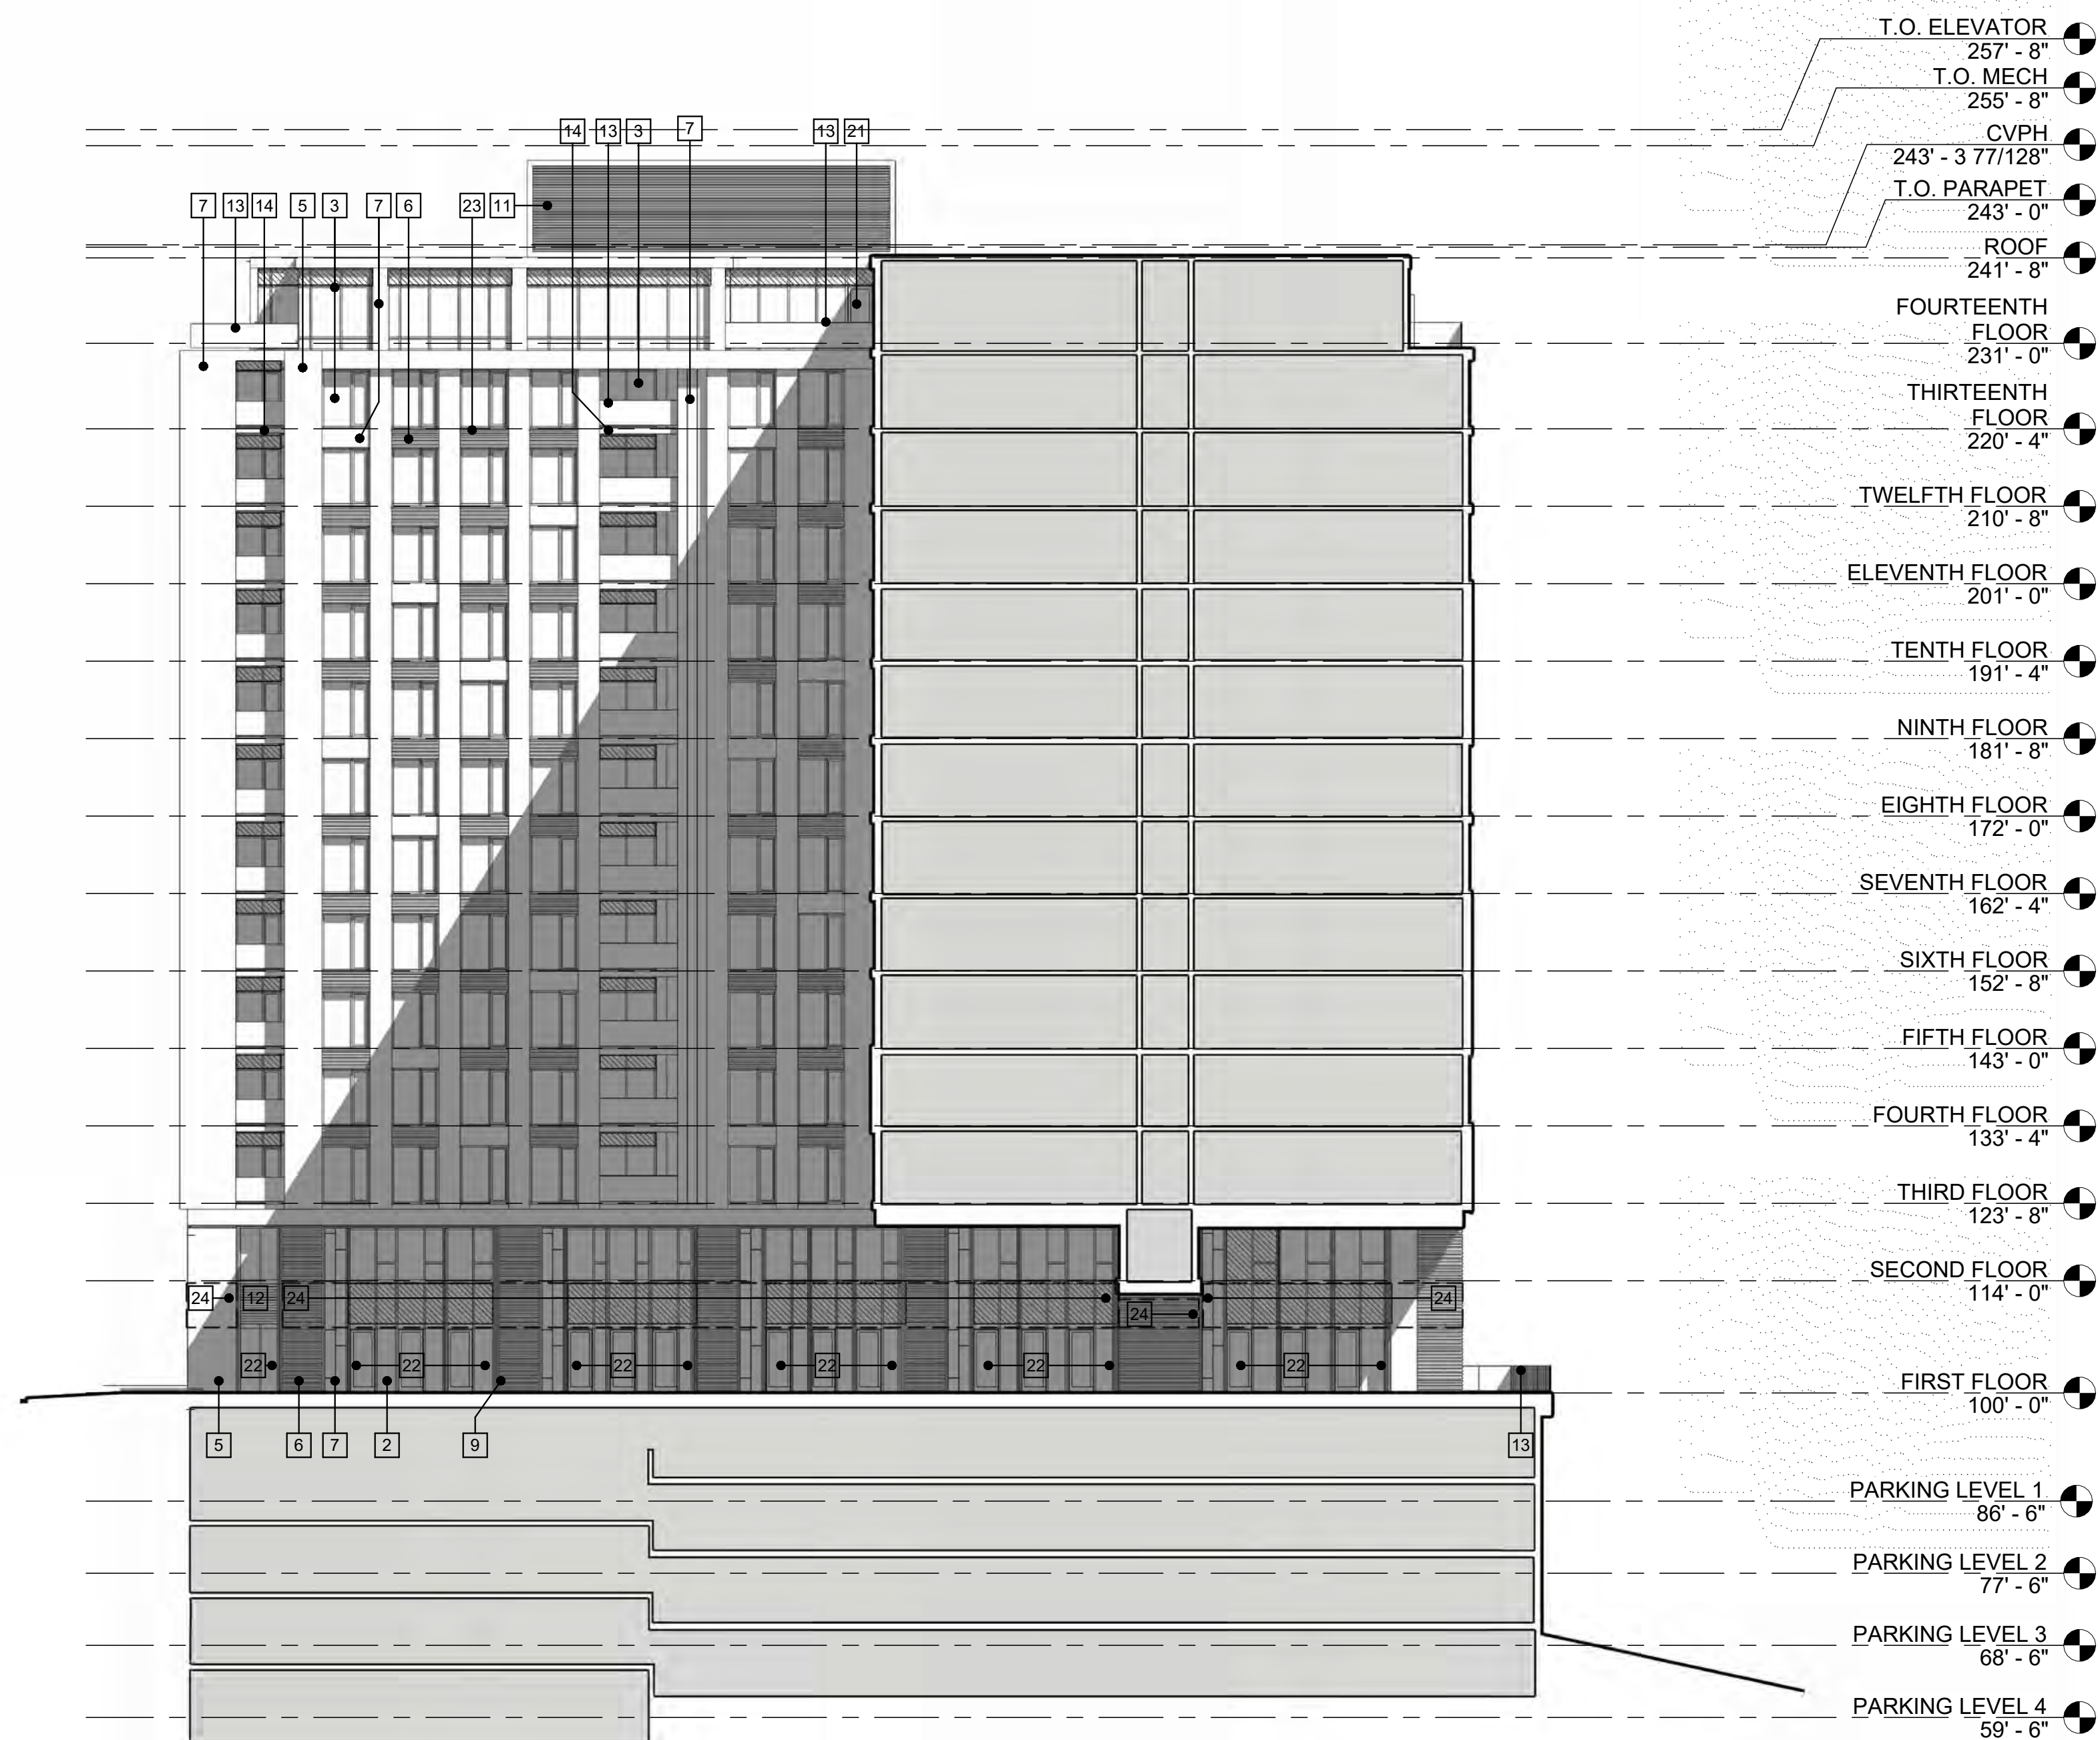 T.O. ELEVATOR
257' - 8"
T.O. MECH
255' - 8"
CVPH
243' - 3 77/128"
T.O. PARAPET
243' - 0"
ROOF
241' - 8"
FOURTEENTH
FLOOR
231' - 0"
THIRTEENTH
FLOOR
220' - 4"
TWELFTH FLOOR
210' - 8"
ELEVENTH FLOOR
201' - 0"
TENTH FLOOR
191' - 4"
NINTH FLOOR
181' - 8"
EIGHTH FLOOR
172' - 0"
SEVENTH FLOOR
162' - 4"
SIXTH FLOOR
152' - 8"
FIFTH FLOOR
143' - 0"
FOURTH FLOOR
133' - 4"
THIRD FLOOR
123' - 8"
SECOND FLOOR
114' - 0"
FIRST FLOOR
100' - 0"
PARKING LEVEL 1
86' - 6"
PARKING LEVEL 2
77' - 6"
PARKING LEVEL 3
68' - 6"
PARKING LEVEL 4
59' - 6"
14 13 3 7 13 21
7 13 14 5 3 7 6 23 11
24 12 24 24 24
22 22 22 22 22 22
5 6 7 2 9 13